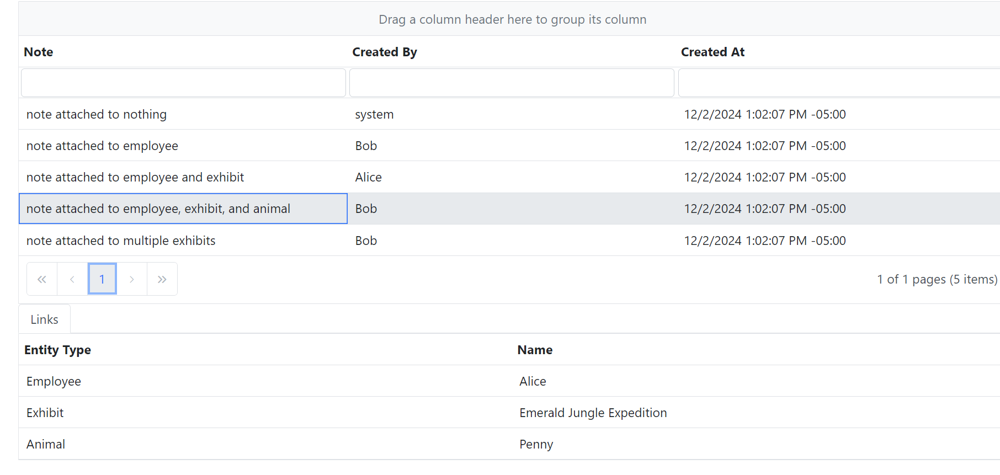 Drag a column header here to group its column
Note Created By Created At
note attached to nothing system 12/2/2024 1:02:07 PM -05:00
note attached to employee Bob 12/2/2024 1:02:07 PM -05:00
note attached to employee and exhibit Alice 12/2/2024 1:02:07 PM -05:00
note attached to employee, exhibit, and animal Bob 12/2/2024 1:02:07 PM -05:00
note attached to multiple exhibits Bob 12/2/2024 1:02:07 PM -05:00
« ‹ 1 › » 1 of 1 pages (5 items)
Links
Entity Type Name
Employee Alice
Exhibit Emerald Jungle Expedition
Animal Penny